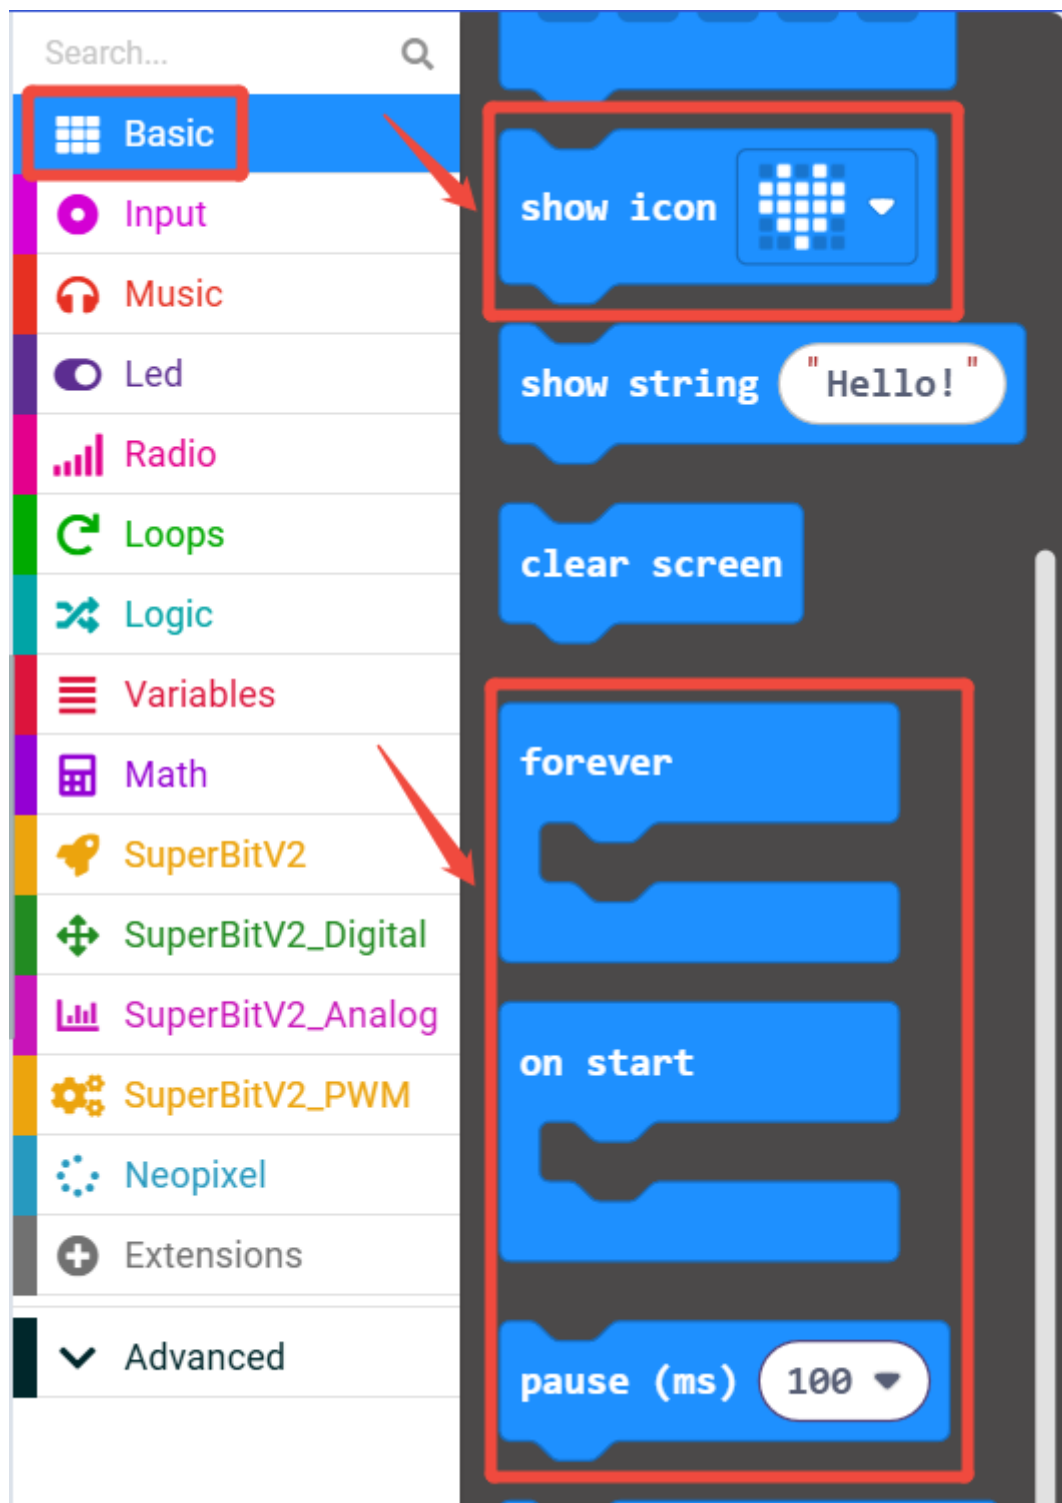 Search...
Basic
Input
Music
Led
Radio
Loops
Logic
Variables
Math
SuperBitV2
SuperBitV2_Digital
SuperBitV2_Analog
SuperBitV2_PWM
Neopixel
Extensions
Advanced
show icon
show string "Hello!"
clear screen
forever
on start
pause (ms) 100